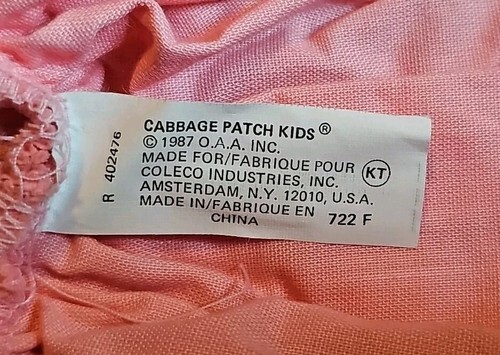 R 402476
CABBAGE PATCH KIDS®
© 1987 O.A.A. INC.
MADE FOR/FABRIQUE POUR
COLECO INDUSTRIES, INC.
AMSTERDAM, N.Y. 12010, U.S.A.
MADE IN/FABRIQUE EN
CHINA
722 F
KT